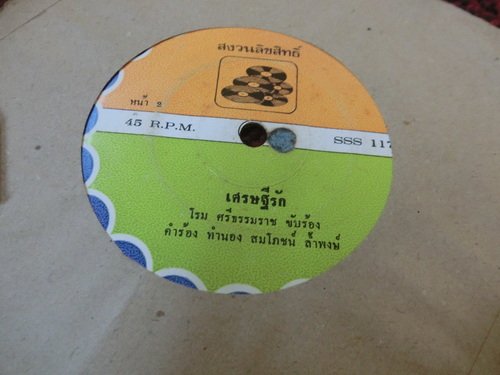 สงวนลิขสิทธิ์
หน้า 2
45 R.P.M.
SSS 117
เศรษฐีรัก
โรม ศรีธรรมราช ขับร้อง
คำร้อง ทำนอง สมโภชน์ ล้ำพงษ์